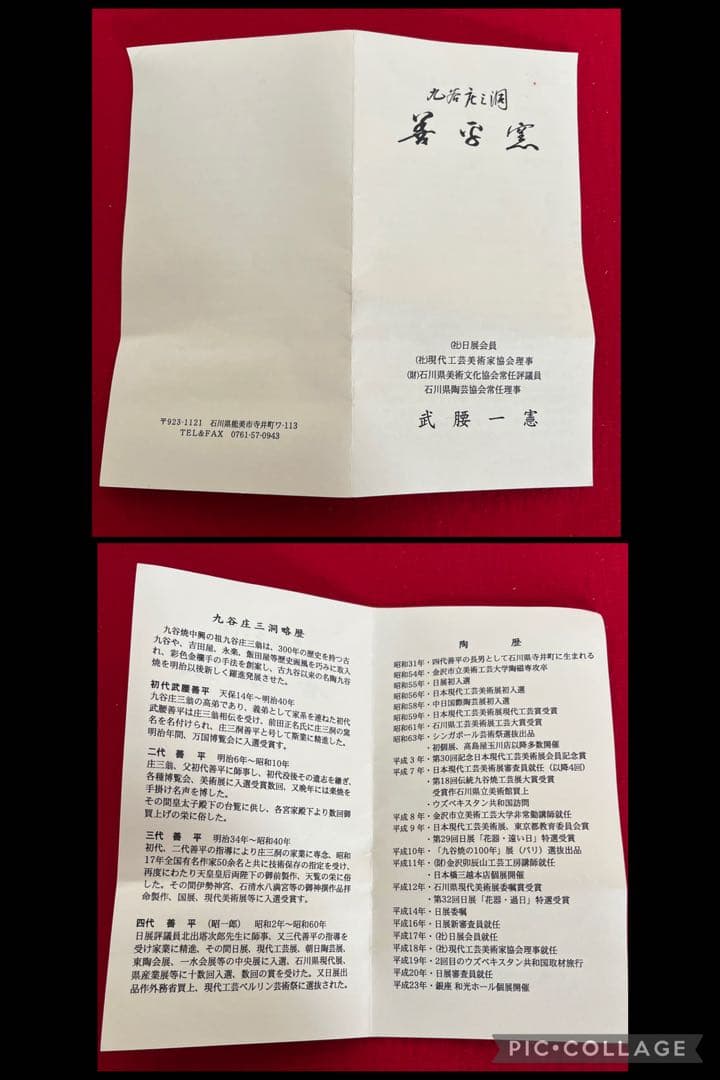 九谷庄三洞
善平窯
(社)日展会員
(社)現代工芸美術家協会理事
(財)石川県美術文化協会常任評議員
石川県陶芸協会常任理事
武腰一憲
〒923-1121 石川県能美市寺井町ワ-113
TEL&FAX 0761-57-0943
九谷庄三洞略歴
九谷焼中興の祖九谷庄三翁は、300年の歴史を持つ古
九谷や、吉田屋、永楽、飯田屋等歴史画風を巧みに取入
れ、彩色金襴手の手法を創案し、古九谷以来の名陶九谷
焼を明治以後新しく躍進発展させた。
初代武腰善平 天保14年〜明治40年
九谷庄三翁の高弟であり、義弟として家系を連ねた初代
武腰善平は庄三翁相伝を受け、前田正名氏に庄三洞の窯
名を名付けられ、庄三洞善平と号して斯業に精進した。
明治年間、万国博覧会に入選受賞す。
二代 善平 明治6年〜昭和10年
庄三翁、父初代善平に師事し、初代没後その遺志を継ぎ、
各種博覧会、美術展に入選受賞数回、又晩年には楽焼を
手掛け名声を博した。
その間皇太子殿下の台覧に供し、各宮家殿下より数回御
買上げの栄に俗した。
三代 善平 明治34年〜昭和40年
初代、二代善平の指導により庄三洞の家業に専念、昭和
17年全国有名作家50余名と共に技術保存の指定を受け、
再度にわたり天皇皇后両陛下の御前製作、天覧の栄に俗
した。その間伊勢神宮、石清水八満宮等の御神撰作品拝
命製作、国展、現代美術展等に入選受賞す。
四代 善平 (昭一郎) 昭和2年〜昭和60年
日展評議員北出塔次郎先生に師事、又三代善平の指導を
受け家業に精進、その間日展、現代工芸展、朝日陶芸展、
東陶会展、一水会展等の中央展に入選、石川県現代展、
県産業展等に十数回入選、数回の賞を受けた。又日展出
品作外務省買上、現代工芸ベルリン芸術祭に選抜された。
陶歴
昭和31年・四代善平の長男として石川県寺井町に生まれる
昭和54年・金沢市立美術工芸大学陶磁専攻卒
昭和55年・日展初入選
昭和56年・日本現代工芸美術展初入選
昭和58年・中日国際陶芸展初入選
昭和59年・日本現代工芸美術展現代工芸賞受賞
昭和61年・石川県工芸美術展工芸大賞受賞
昭和63年・シンガポール芸術祭選抜出品
・初個展、高島屋玉川店以降多数開催
平成3年・第30回記念日本現代工芸美術展会員記念賞
平成7年・日本現代工芸美術展審査員就任(以降4回)
・第18回伝統九谷焼工芸展大賞受賞
受賞作石川県立美術館買上
・ウズベキスタン共和国訪問
平成8年・金沢市立美術工芸大学非常勤講師就任
平成9年・日本現代工芸美術展、東京都教育委員会賞
・第29回日展「花器・遠い日」特選受賞
平成10年・「九谷焼の100年」展(パリ)選抜出品
平成11年・(財)金沢卯辰山工芸工房講師就任
・日本橋三越本店個展開催
平成12年・石川県現代美術展委嘱賞受賞
・第32回日展「花器・過日」特選受賞
平成14年・日展委嘱
平成16年・日展新審査員就任
平成17年・(社)日展会員就任
平成18年・(社)現代工芸美術家協会理事就任
平成19年・2回目のウズベキスタン共和国取材旅行
平成20年・日展審査員就任
平成23年・銀座 和光ホール個展開催
PIC•COLLAGE